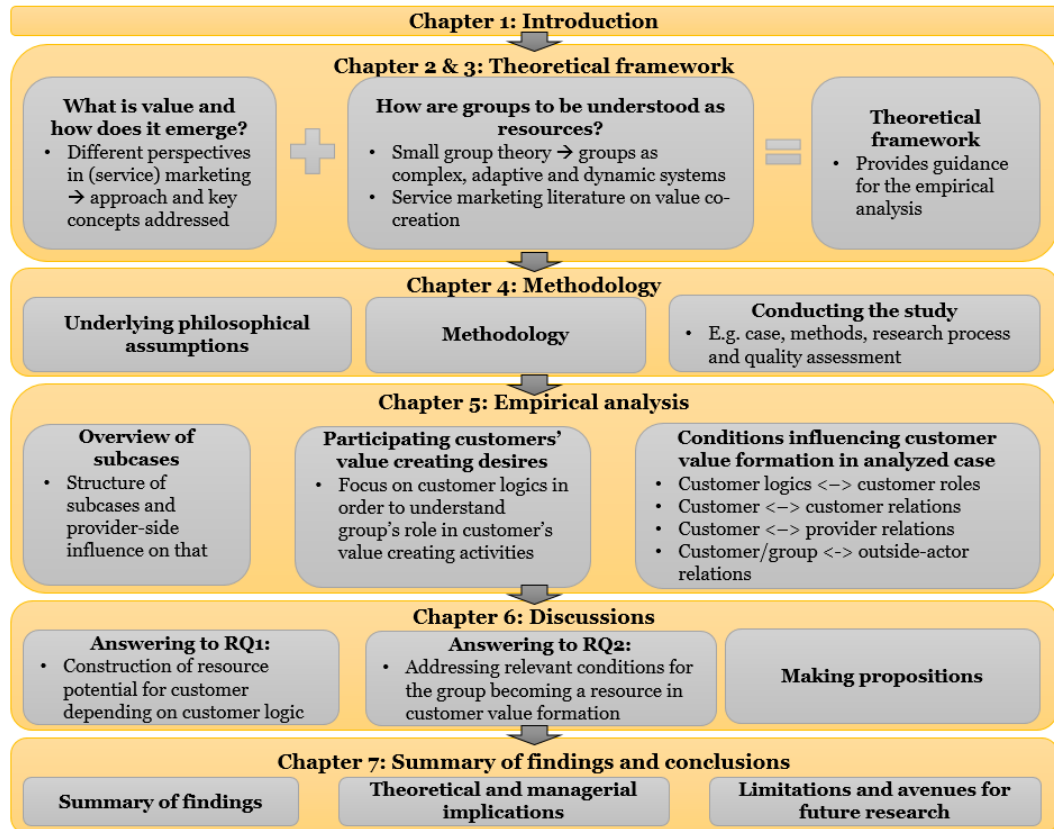 Chapter 1: Introduction
Chapter 2 & 3: Theoretical framework
What is value and
how does it emerge?
• Different perspectives
in (service) marketing
→ approach and key
concepts addressed
How are groups to be understood as
resources?
• Small group theory → groups as
complex, adaptive and dynamic systems
• Service marketing literature on value co-
creation
Theoretical
framework
• Provides guidance
for the empirical
analysis
Chapter 4: Methodology
Underlying philosophical
assumptions
Methodology
Conducting the study
• E.g. case, methods, research process
and quality assessment
Chapter 5: Empirical analysis
Overview of
subcases
• Structure of
subcases and
provider-side
influence on that
Participating customers’
value creating desires
• Focus on customer logics in
order to understand
group’s role in customer’s
value creating activities
Conditions influencing customer
value formation in analyzed case
• Customer logics <–> customer roles
• Customer <–> customer relations
• Customer <–> provider relations
• Customer/group <-> outside-actor
relations
Chapter 6: Discussions
Answering to RQ1:
• Construction of resource
potential for customer
depending on customer logic
Answering to RQ2:
• Addressing relevant conditions for
the group becoming a resource in
customer value formation
Making propositions
Chapter 7: Summary of findings and conclusions
Summary of findings
Theoretical and managerial
implications
Limitations and avenues for
future research